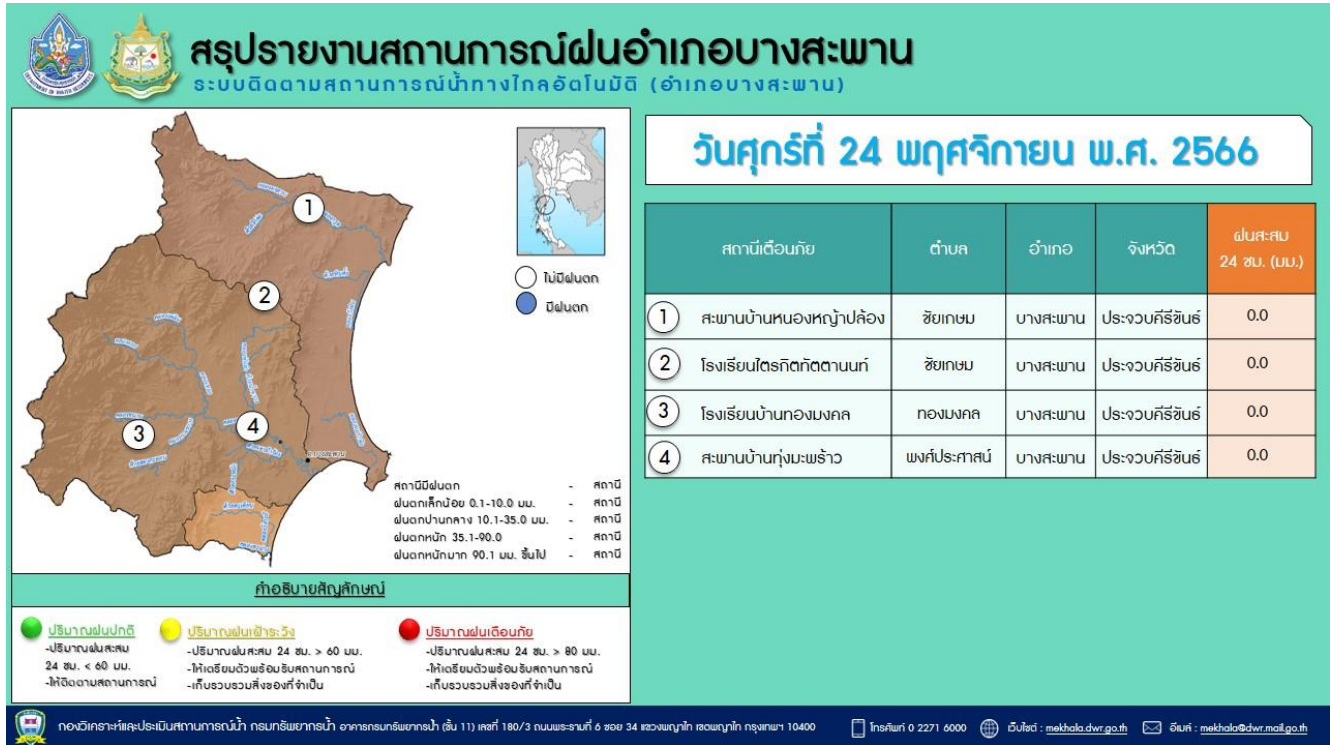 สรุปรายงานสถานการณ์ฝนอำเภอบางสะพาน
ระบบติดตามสถานการณ์น้ำทางไกลอัตโนมัติ (อำเภอบางสะพาน)
วันศุกร์ที่ 24 พฤศจิกายน พ.ศ. 2566
1
2
3
4
ไม่มีฝนตก
มีฝนตก
สถานีมีฝนตก - สถานี
ฝนตกเล็กน้อย 0.1-10.0 มม. - สถานี
ฝนตกปานกลาง 10.1-35.0 มม. - สถานี
ฝนตกหนัก 35.1-90.0 - สถานี
ฝนตกหนักมาก 90.1 มม. ขึ้นไป - สถานี
สถานีเตือนภัย ตำบล อำเภอ จังหวัด ฝนสะสม
24 ชม. (มม.)
1 สะพานบ้านหนองหญ้าปล้อง ชัยเกษม บางสะพาน ประจวบคีรีขันธ์ 0.0
2 โรงเรียนไตรกิตทัตตานนท์ ชัยเกษม บางสะพาน ประจวบคีรีขันธ์ 0.0
3 โรงเรียนบ้านทองมงคล ทองมงคล บางสะพาน ประจวบคีรีขันธ์ 0.0
4 สะพานบ้านทุ่งมะพร้าว พงศ์ประศาสน์ บางสะพาน ประจวบคีรีขันธ์ 0.0
คำอธิบายสัญลักษณ์
ปริมาณฝนปกติ
-ปริมาณฝนสะสม
24 ชม. < 60 มม.
-ให้ติดตามสถานการณ์
ปริมาณฝนเฝ้าระวัง
-ปริมาณฝนสะสม 24 ชม. > 60 มม.
-ให้เตรียมตัวพร้อมรับสถานการณ์
-เก็บรวบรวมสิ่งของที่จำเป็น
ปริมาณฝนเตือนภัย
-ปริมาณฝนสะสม 24 ชม. > 80 มม.
-ให้เตรียมตัวพร้อมรับสถานการณ์
-เก็บรวบรวมสิ่งของที่จำเป็น
กองวิเคราะห์และประเมินสถานการณ์น้ำ กรมทรัพยากรน้ำ อาคารกรมทรัพยากรน้ำ (ชั้น 11) เลขที่ 180/3 ถนนพระรามที่ 6 ซอย 34 แขวงพญาไท เขตพญาไท กรุงเทพฯ 10400 โทรศัพท์ 0 2271 6000 เว็บไซต์ : mekhala.dwr.go.th อีเมล์ : mekhala@dwr.mail.go.th